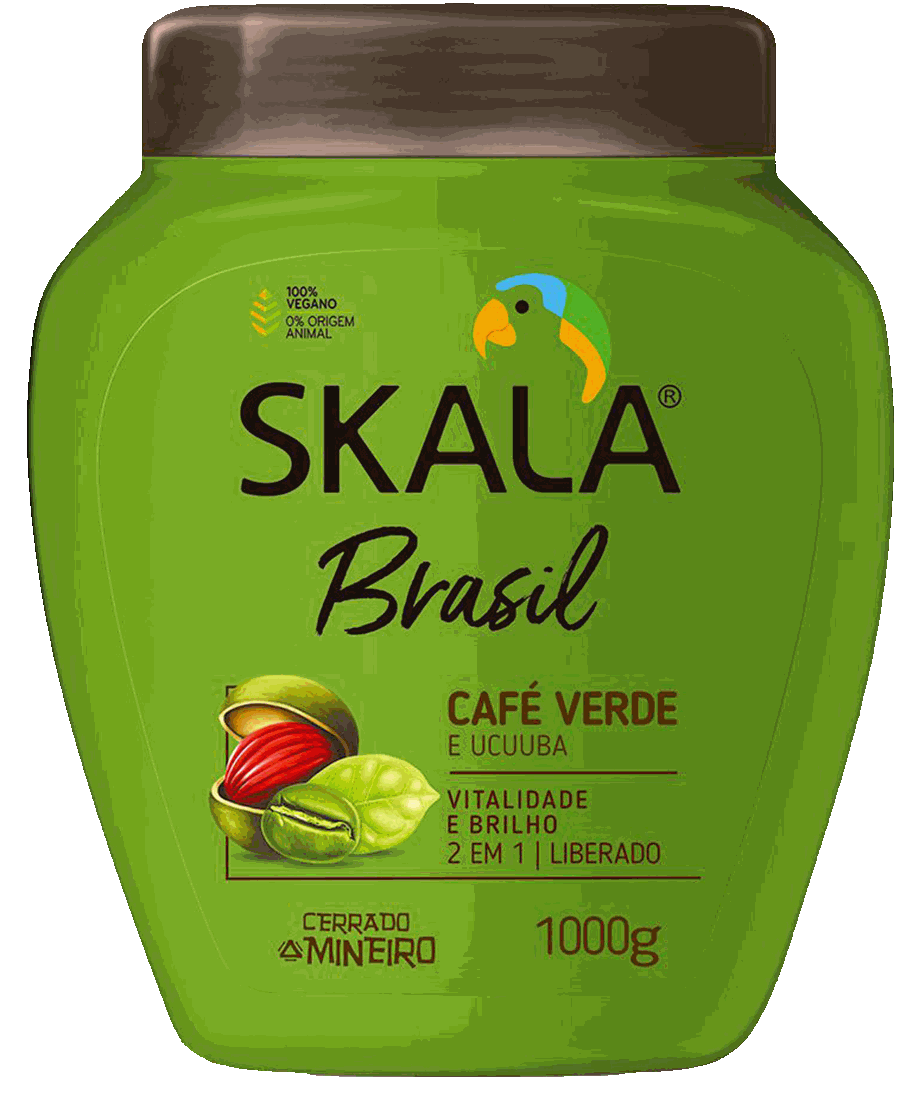 100%
VEGANO
0% ORIGEM
ANIMAL
SKALA®
Brasil
CAFÉ VERDE
E UCUUBA
VITALIDADE
E BRILHO
2 EM 1 | LIBERADO
CERRADO
MINEIRO
1000g